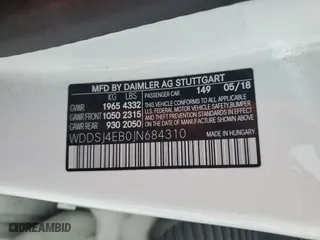 MFD. BY DAIMLER AG STUTTGART
KG LBS PASSENGER CAR 149 05/18
GVWR 1965 4332
GAWR FRONT 1050 2315
GAWR REAR 930 2050
THIS VEHICLE CONFORMS TO ALL APPLICABLE
FEDERAL MOTOR VEHICLE SAFETY, BUMPER,
AND THEFT PREVENTION STANDARDS IN
EFFECT ON THE DATE OF MANUFACTURE
SHOWN ABOVE.
WDDSJ4EB0JN684310
MADE IN GERMANY
AUTOBIDMASTER